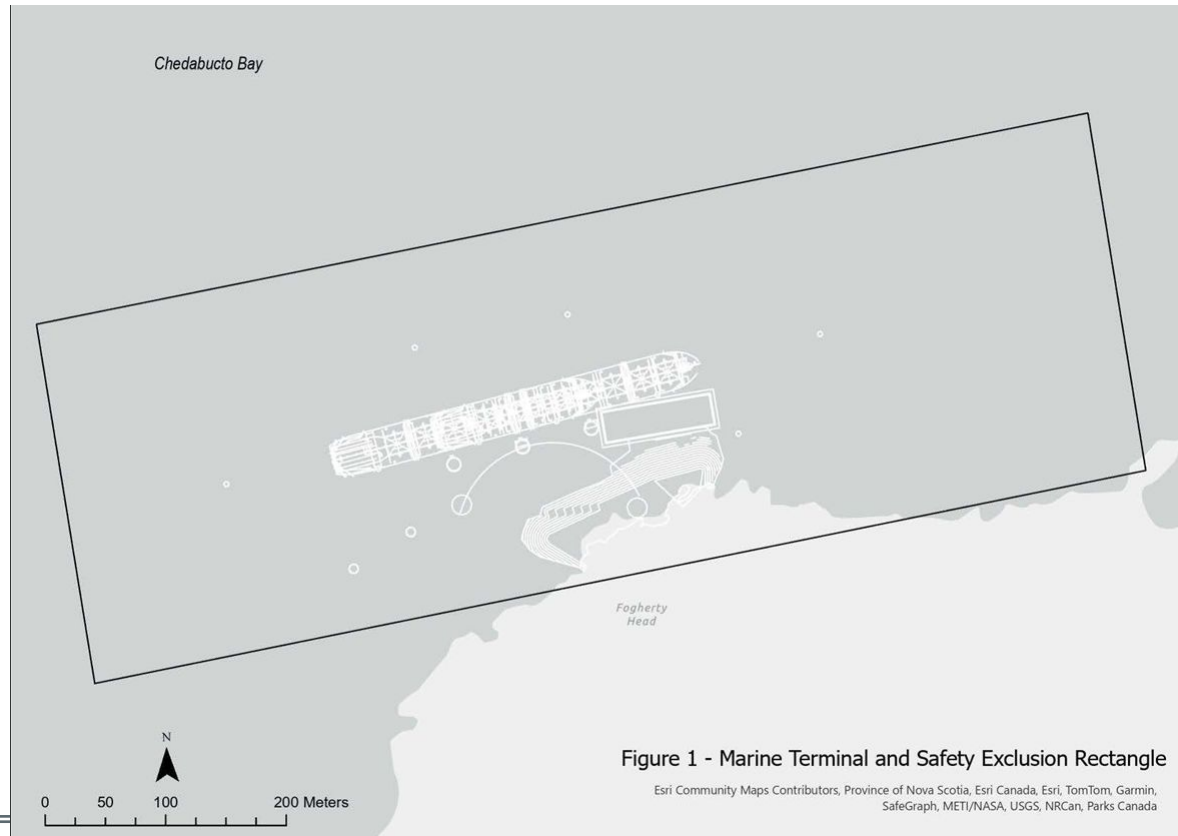 Chedabucto Bay
Fogherty
Head
N
0 50 100 200 Meters
Figure 1 - Marine Terminal and Safety Exclusion Rectangle
Esri Community Maps Contributors, Province of Nova Scotia, Esri Canada, Esri, TomTom, Garmin,
SafeGraph, METI/NASA, USGS, NRCan, Parks Canada